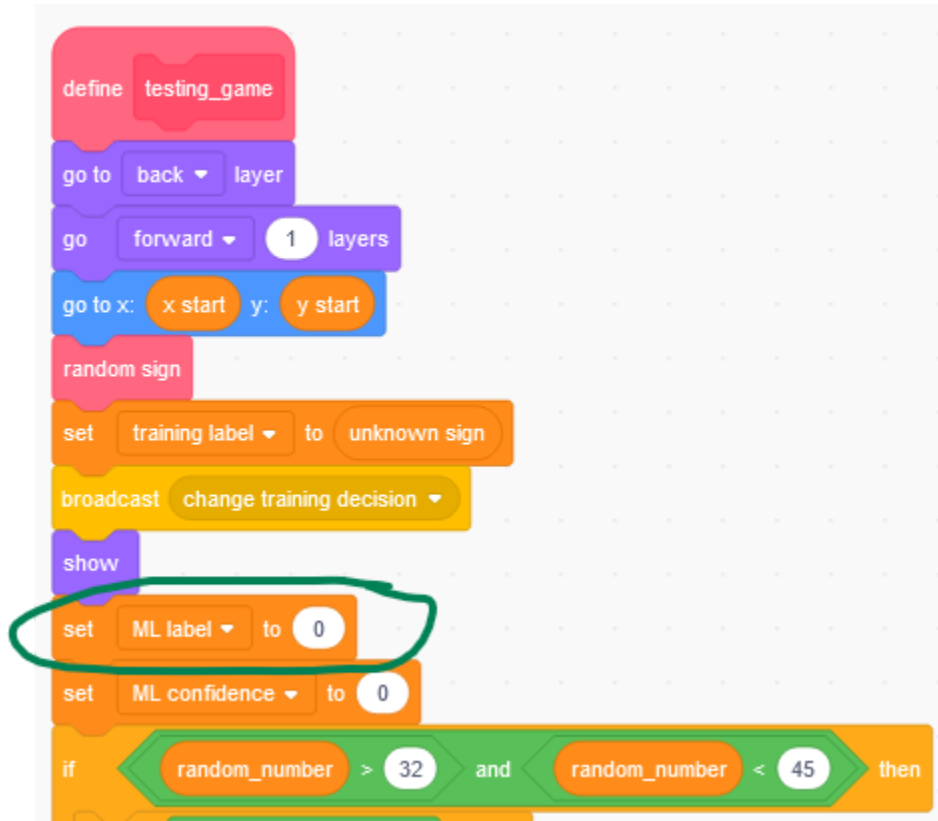 define testing_game
go to back layer
go forward 1 layers
go to x: x start y: y start
random sign
set training label to unknown sign
broadcast change training decision
show
set ML label to 0
set ML confidence to 0
if random_number > 32 and random_number < 45 then